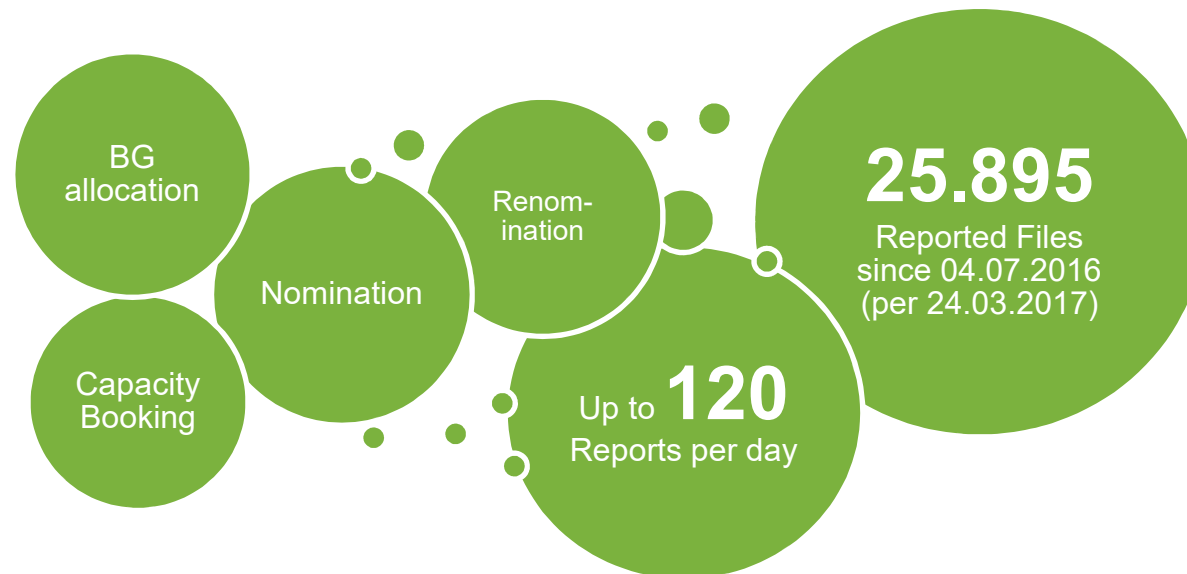 BG
allocation
Capacity
Booking
Nomination
Renom-
ination
Up to 120
Reports per day
25.895
Reported Files
since 04.07.2016
(per 24.03.2017)